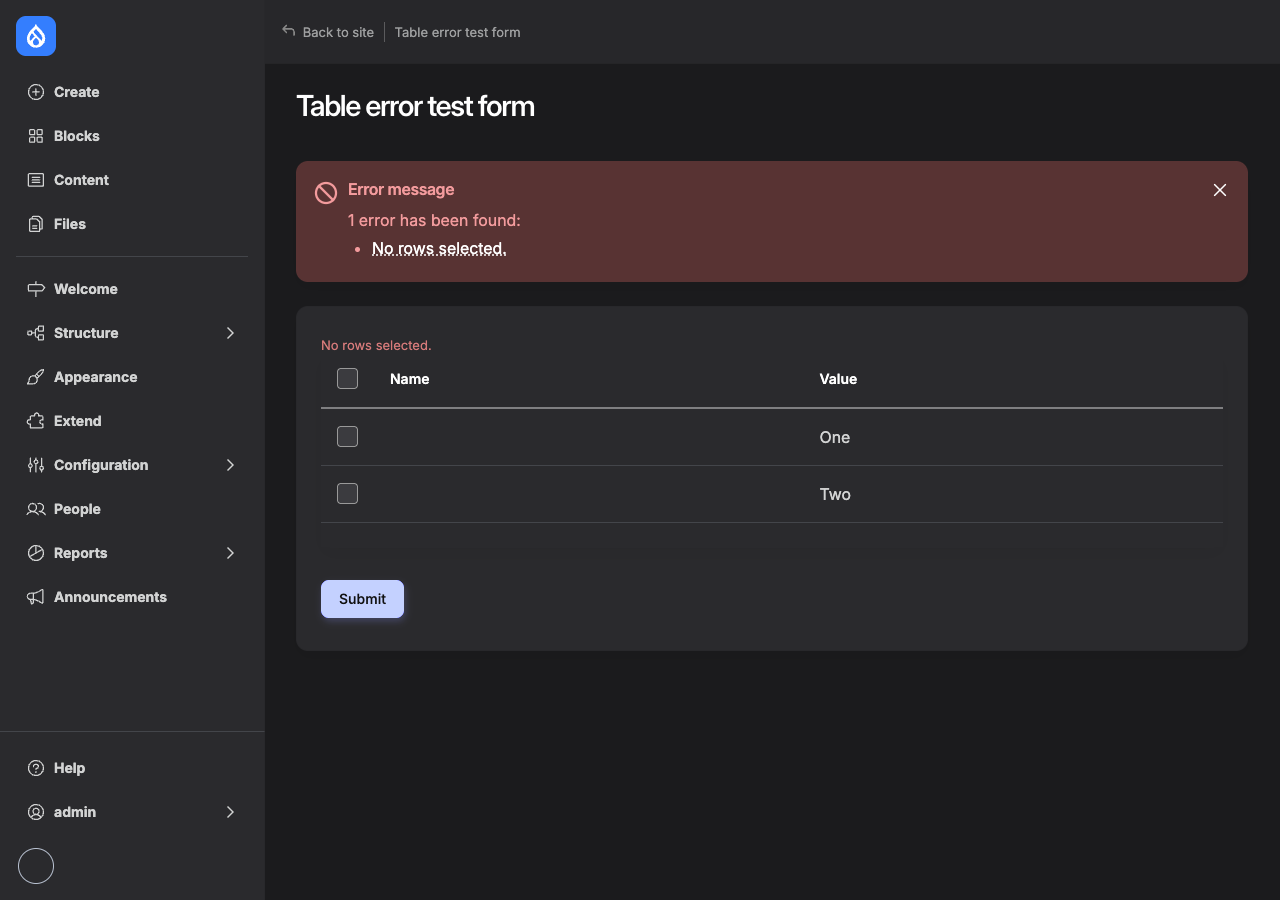 Create
Blocks
Content
Files
Welcome
Structure
Appearance
Extend
Configuration
People
Reports
Announcements
Help
admin
Back to site
Table error test form
Table error test form
Error message
1 error has been found:
No rows selected.
No rows selected.
Name
Value
One
Two
Submit